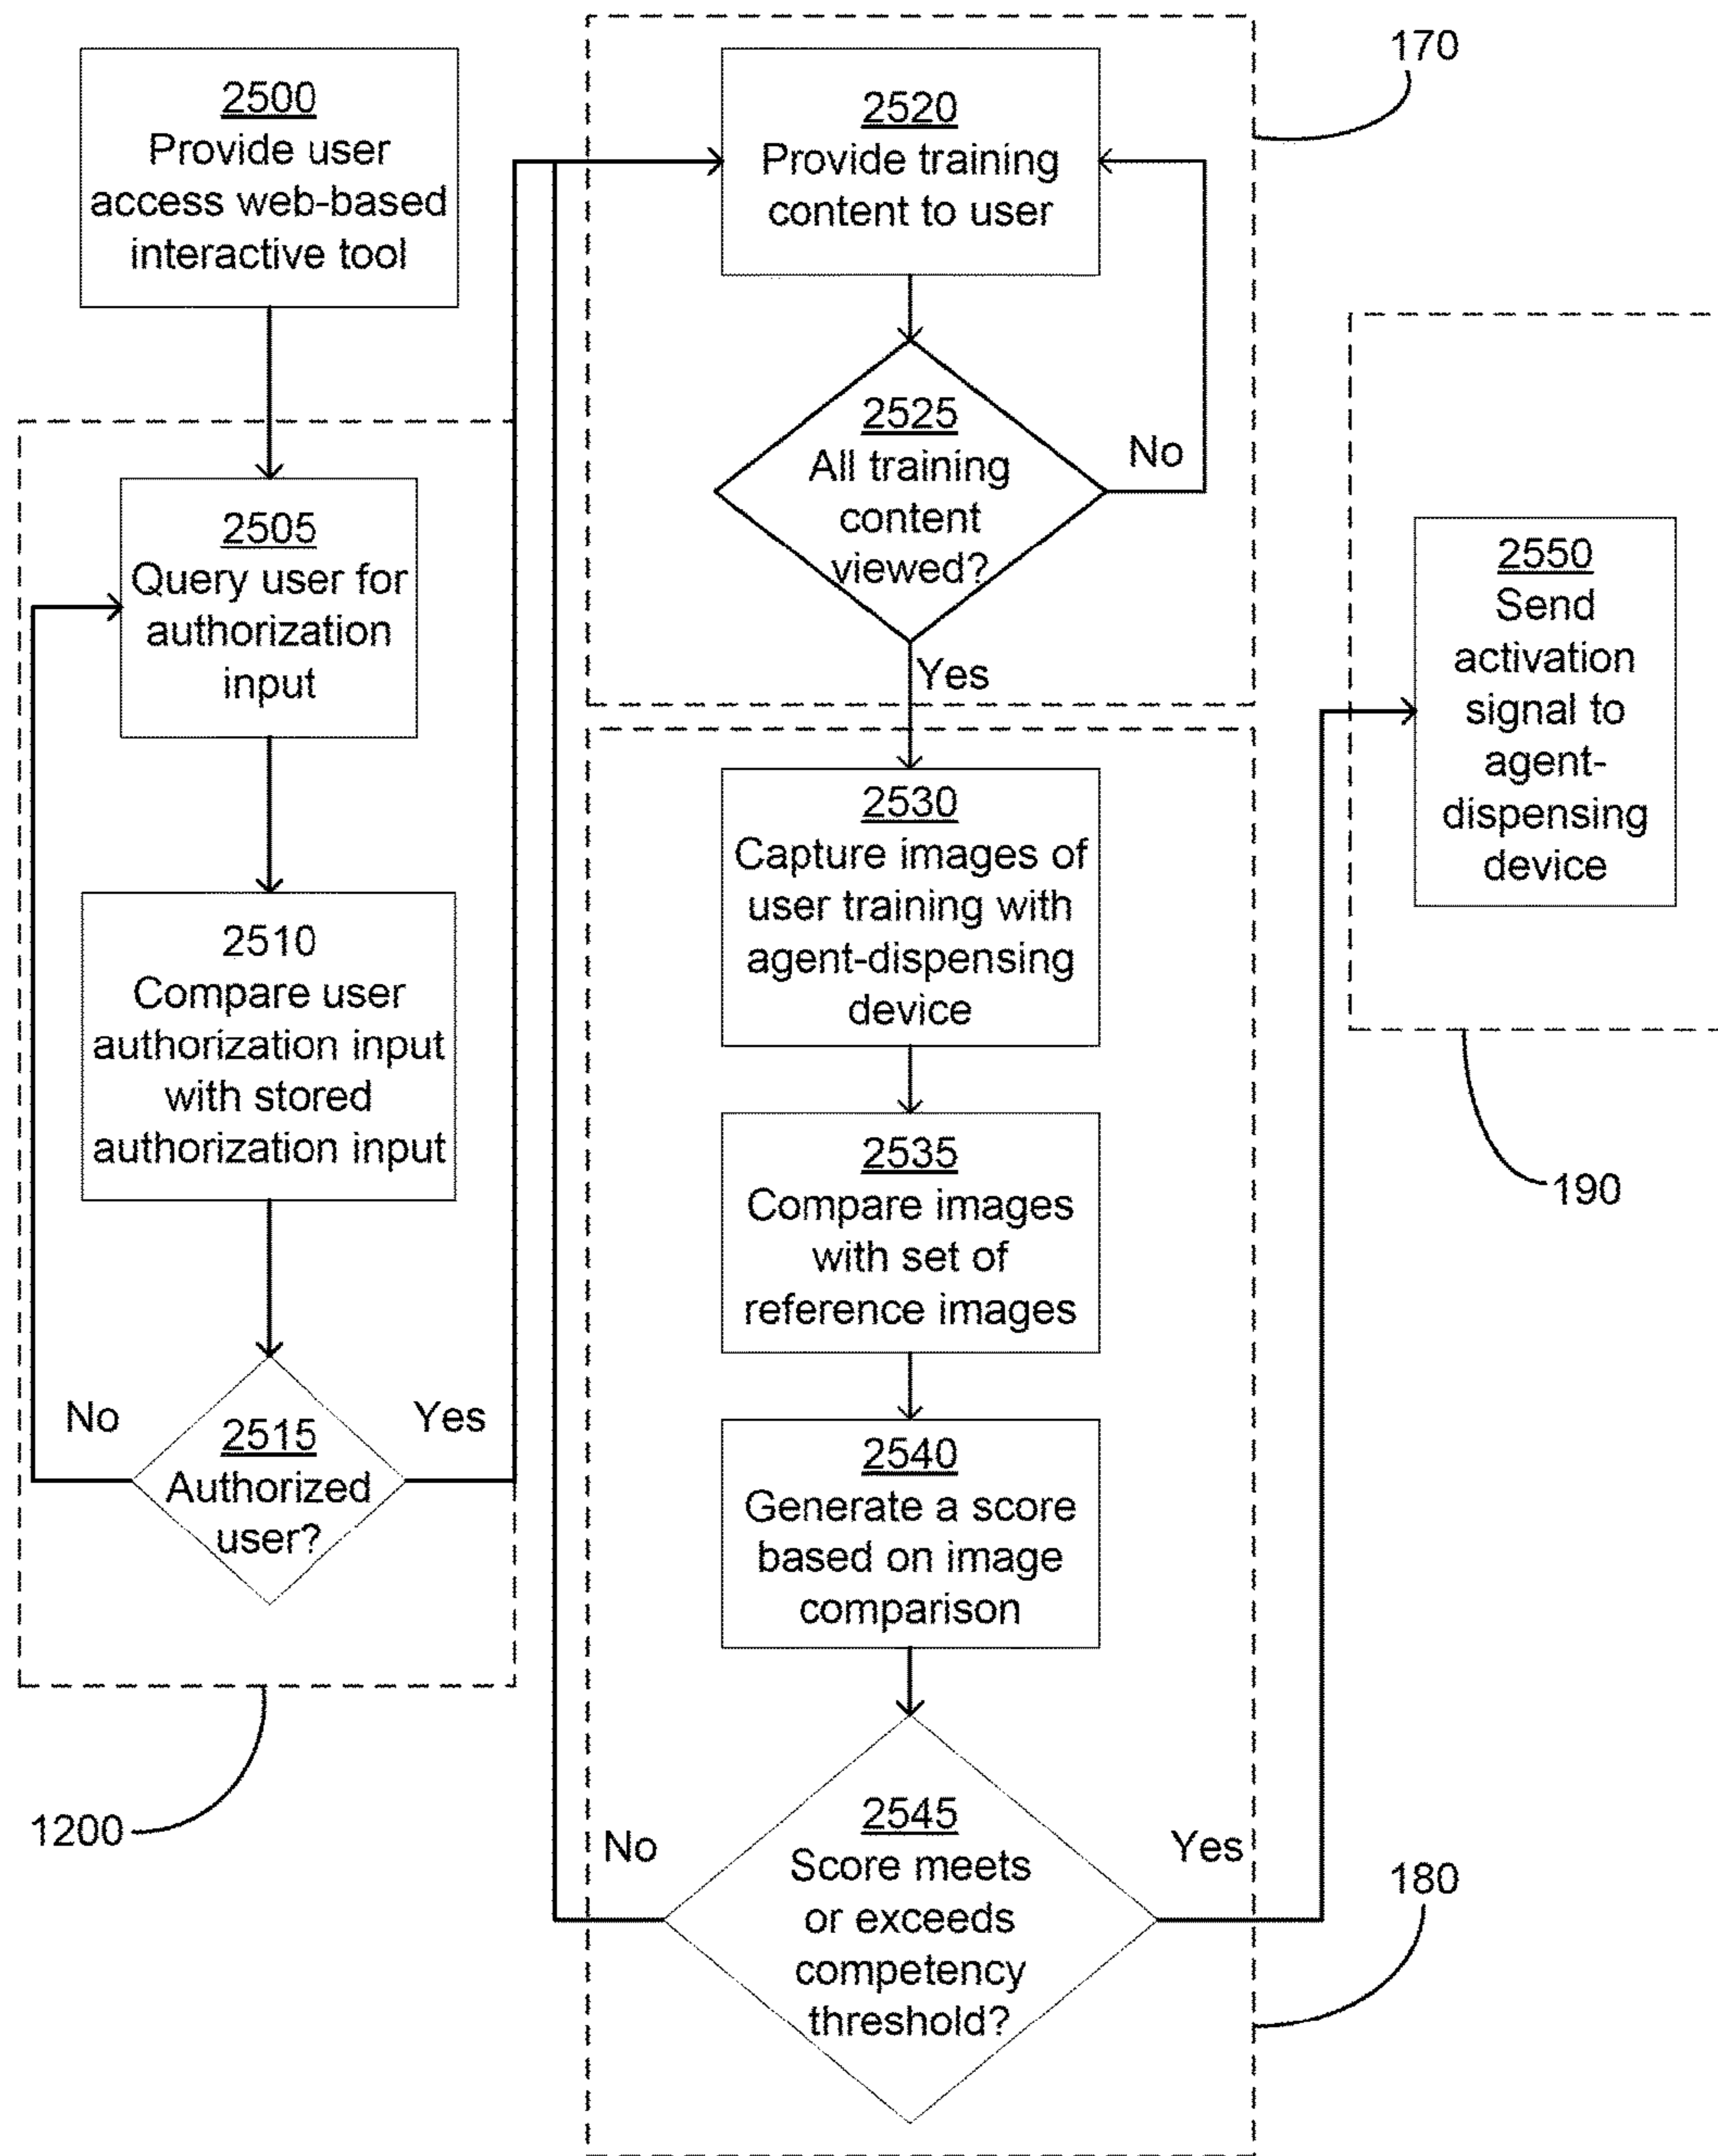 2500
Provide user
access web-based
interactive tool
2505
Query user for
authorization
input
2510
Compare user
authorization input
with stored
authorization input
No
Yes
2515
Authorized
user?
1200
170
2520
Provide training
content to user
2525
All training
content
viewed?
No
Yes
2530
Capture images of
user training with
agent-dispensing
device
2535
Compare images
with set of
reference images
2540
Generate a score
based on image
comparison
2545
Score meets
or exceeds
competency
threshold?
No
Yes
180
2550
Send
activation
signal to
agent-
dispensing
device
190